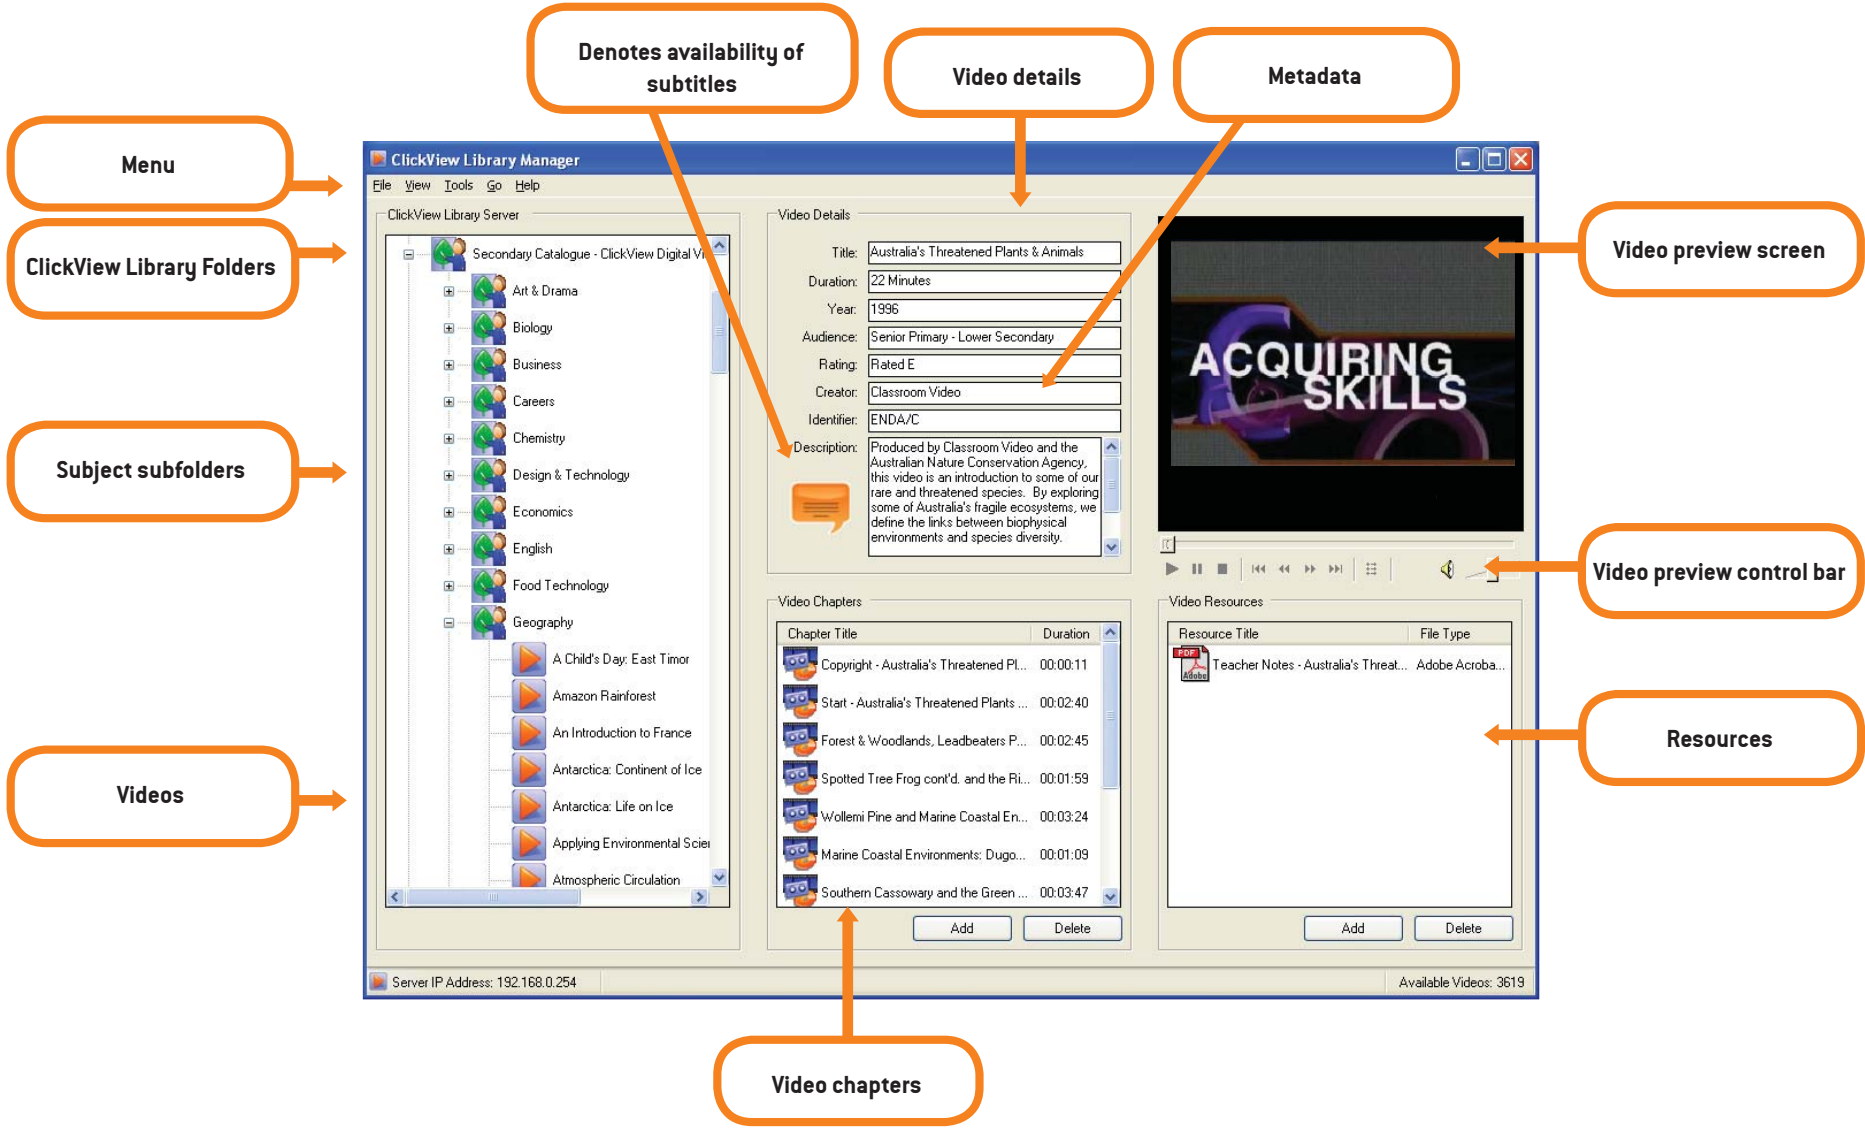 Denotes availability of
subtitles
Video details
Metadata
Menu
ClickView Library Folders
Subject subfolders
Videos
Video preview screen
Video preview control bar
Resources
Video chapters
ClickView Library Manager
File View Tools Go Help
ClickView Library Server
Secondary Catalogue - ClickView Digital Vi
Art & Drama
Biology
Business
Careers
Chemistry
Design & Technology
Economics
English
Food Technology
Geography
A Child's Day: East Timor
Amazon Rainforest
An Introduction to France
Antarctica: Continent of Ice
Antarctica: Life on Ice
Applying Environmental Scie
Atmospheric Circulation
Video Details
Title: Australia's Threatened Plants & Animals
Duration: 22 Minutes
Year: 1996
Audience: Senior Primary - Lower Secondary
Rating: Rated E
Creator: Classroom Video
Identifier: ENDA/C
Description: Produced by Classroom Video and the
Australian Nature Conservation Agency,
this video is an introduction to some of our
rare and threatened species. By exploring
some of Australia's fragile ecosystems, we
define the links between biophysical
environments and species diversity.
ACQUIRING
SKILLS
Video Chapters
Chapter Title Duration
Copyright - Australia's Threatened Pl... 00:00:11
Start - Australia's Threatened Plants ... 00:02:40
Forest & Woodlands, Leadbeaters P... 00:02:45
Spotted Tree Frog cont'd. and the Ri... 00:01:59
Wollemi Pine and Marine Coastal En... 00:03:24
Marine Coastal Environments: Dugo... 00:01:09
Southern Cassowary and the Green ... 00:03:47
Add Delete
Video Resources
Resource Title File Type
PDF
Adobe
Teacher Notes - Australia's Threat... Adobe Acroba...
Add Delete
Server IP Address: 192.168.0.254
Available Videos: 3619